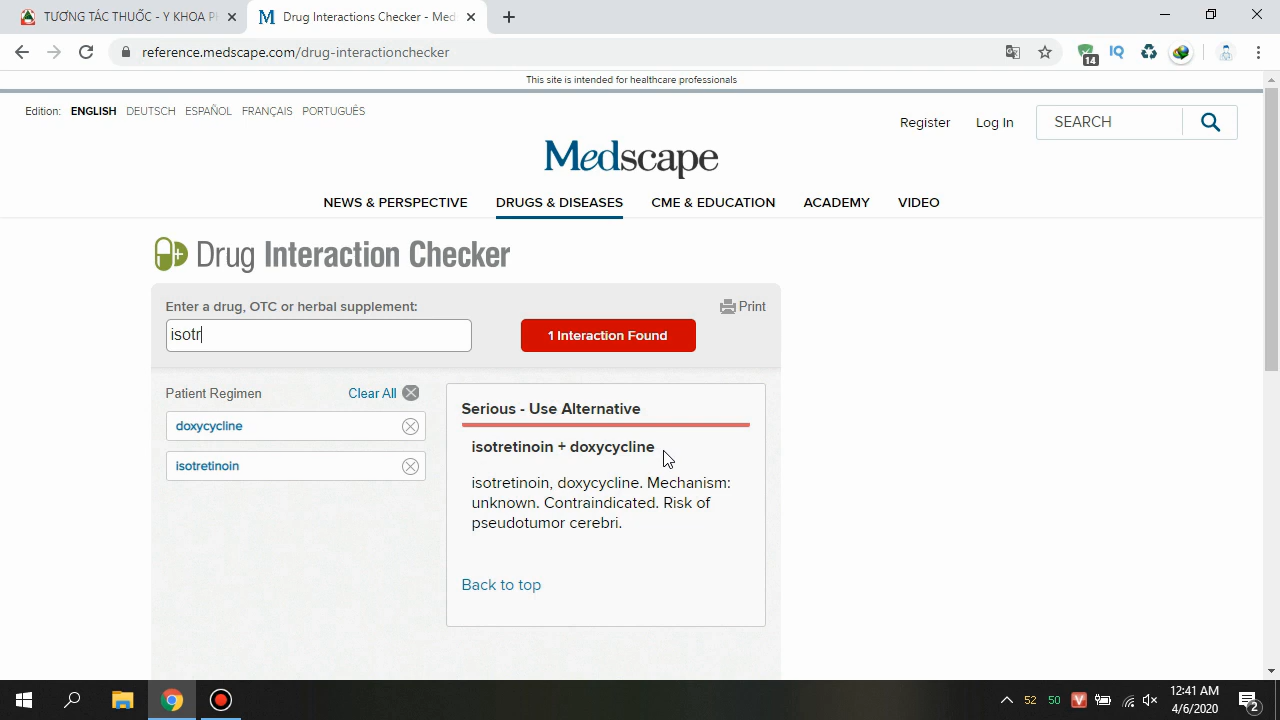 TƯƠNG TÁC THUỐC - Y KHOA P
Drug Interactions Checker - Med
reference.medscape.com/drug-interactionchecker
14
IQ
This site is intended for healthcare professionals
Edition: ENGLISH DEUTSCH ESPAÑOL FRANÇAIS PORTUGUÊS
Register Log In SEARCH
Medscape
NEWS & PERSPECTIVE DRUGS & DISEASES CME & EDUCATION ACADEMY VIDEO
Drug Interaction Checker
Enter a drug, OTC or herbal supplement: Print
isotr 1 Interaction Found
Patient Regimen Clear All
doxycycline
isotretinoin
Serious - Use Alternative
isotretinoin + doxycycline
isotretinoin, doxycycline. Mechanism:
unknown. Contraindicated. Risk of
pseudotumor cerebri.
Back to top
52 50 V
12:41 AM
4/6/2020
2